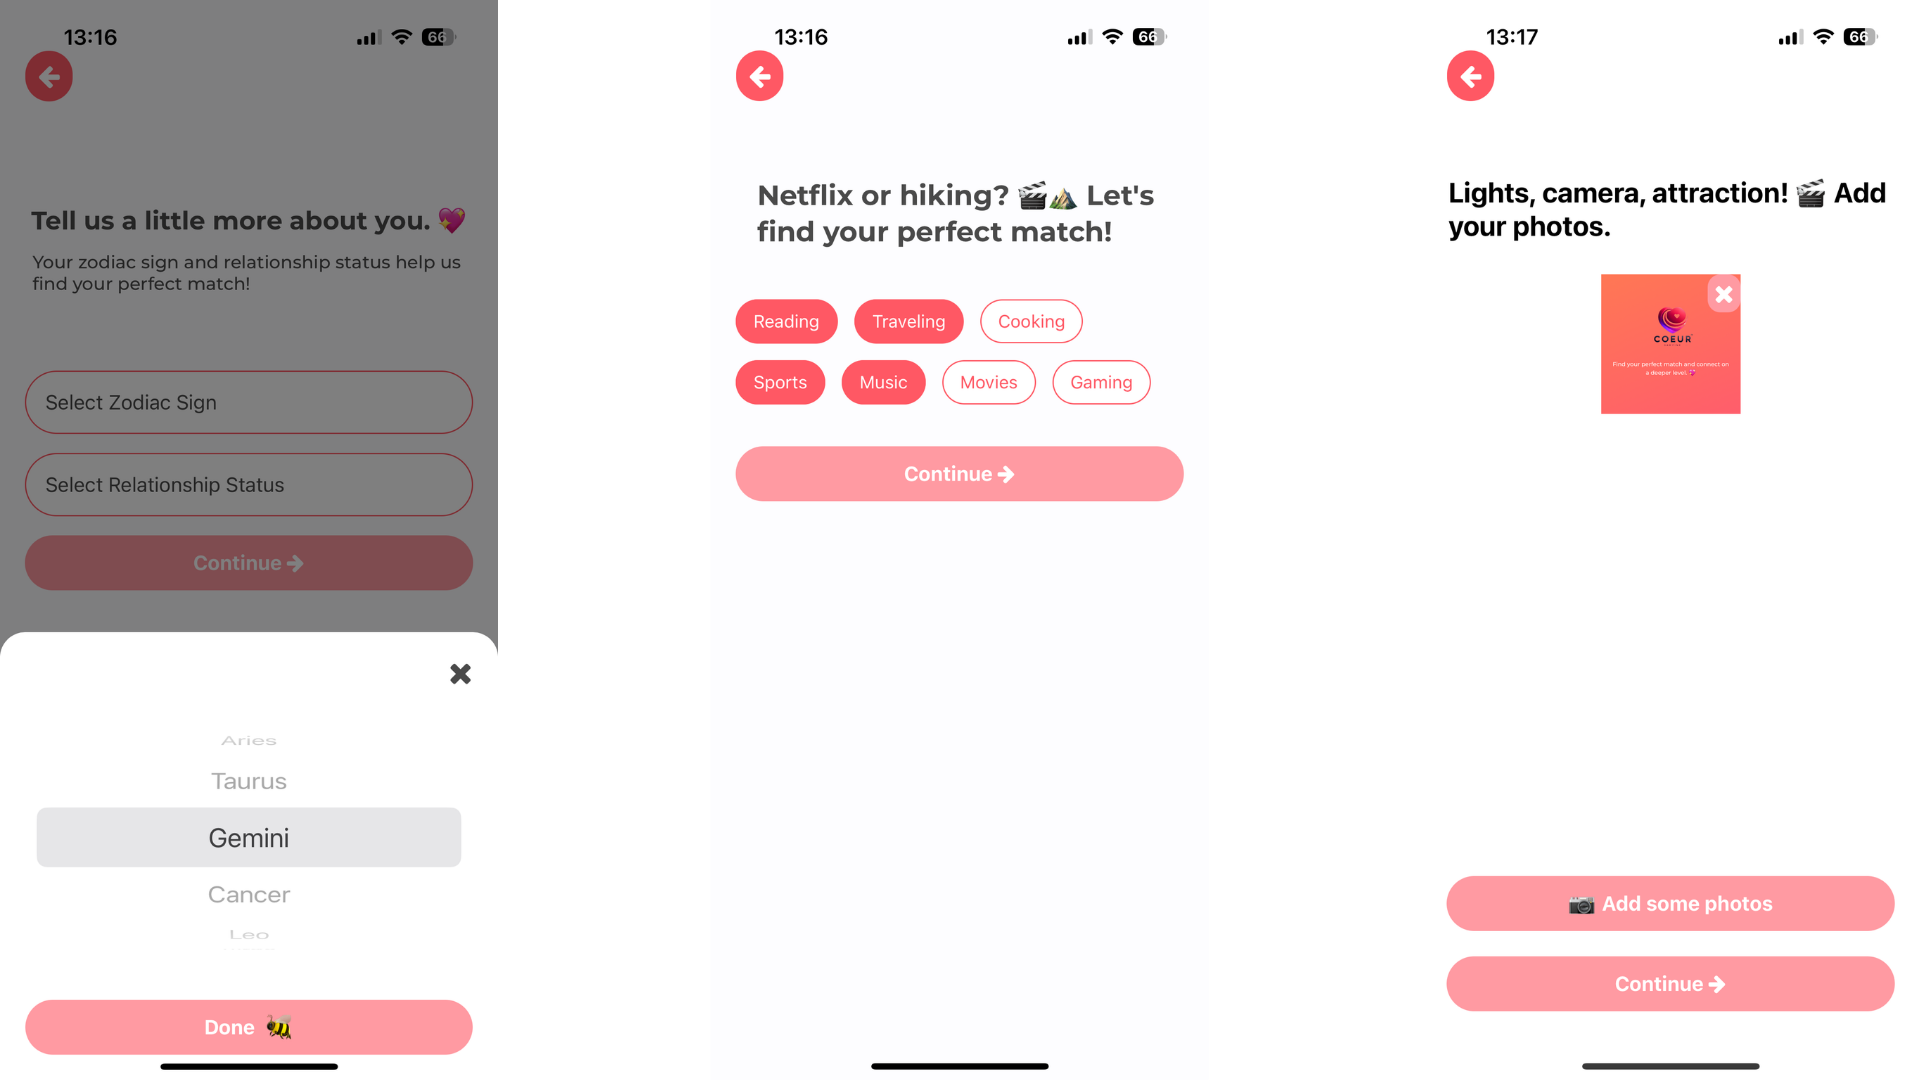 13:16
66
Tell us a little more about you. 💖
Your zodiac sign and relationship status help us
find your perfect match!
Select Zodiac Sign
Select Relationship Status
Continue →
Aries
Taurus
Gemini
Cancer
Leo
Done 🐝
13:16
66
Netflix or hiking? 🎬🏕️ Let's
find your perfect match!
Reading
Traveling
Cooking
Sports
Music
Movies
Gaming
Continue →
13:17
66
Lights, camera, attraction! 🎬 Add
your photos.
COEUR
Find your perfect match and connect on
a deeper level. 💞
📷 Add some photos
Continue →